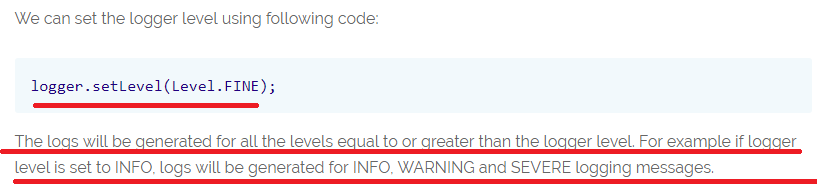 We can set the logger level using following code:
logger.setLevel(Level.FINE);
The logs will be generated for all the levels equal to or greater than the logger level. For example if logger
level is set to INFO, logs will be generated for INFO, WARNING and SEVERE logging messages.